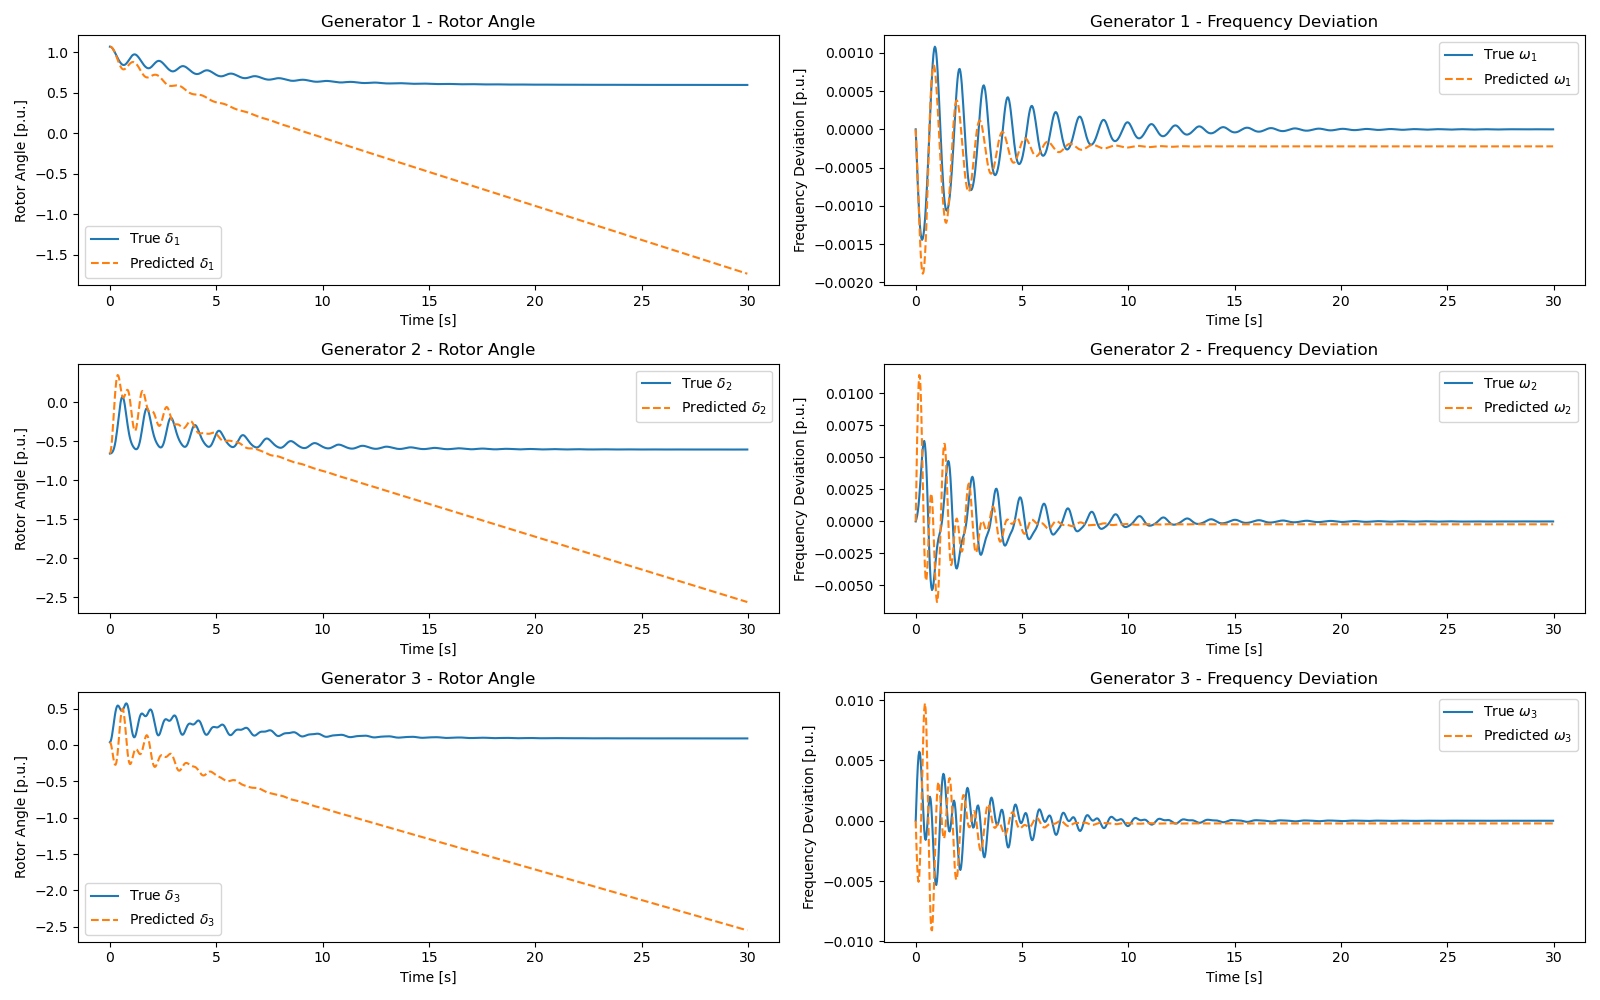 Generator 1 - Rotor Angle
Rotor Angle [p.u.]
1.0
0.5
0.0
−0.5
−1.0
−1.5
True δ1
Predicted δ1
0 5 10 15 20 25 30
Time [s]
Generator 1 - Frequency Deviation
Frequency Deviation [p.u.]
0.0010
0.0005
0.0000
−0.0005
−0.0010
−0.0015
−0.0020
True ω1
Predicted ω1
0 5 10 15 20 25 30
Time [s]
Generator 2 - Rotor Angle
Rotor Angle [p.u.]
0.0
−0.5
−1.0
−1.5
−2.0
−2.5
True δ2
Predicted δ2
0 5 10 15 20 25 30
Time [s]
Generator 2 - Frequency Deviation
Frequency Deviation [p.u.]
0.0100
0.0075
0.0050
0.0025
0.0000
−0.0025
−0.0050
True ω2
Predicted ω2
0 5 10 15 20 25 30
Time [s]
Generator 3 - Rotor Angle
Rotor Angle [p.u.]
0.5
0.0
−0.5
−1.0
−1.5
−2.0
−2.5
True δ3
Predicted δ3
0 5 10 15 20 25 30
Time [s]
Generator 3 - Frequency Deviation
Frequency Deviation [p.u.]
0.010
0.005
0.000
−0.005
−0.010
True ω3
Predicted ω3
0 5 10 15 20 25 30
Time [s]